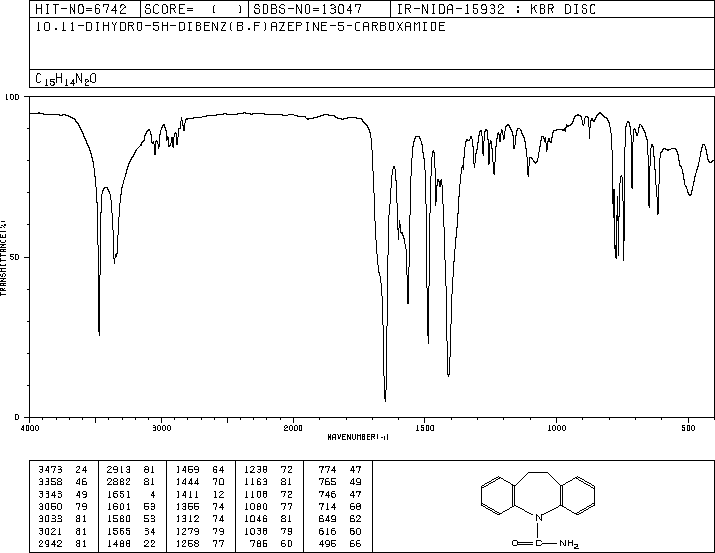 HIT-NO=6742 SCORE= ( ) SDBS-NO=13047 IR-NIDA-15932 : KBR DISC
10,11-DIHYDRO-5H-DIBENZ(B,F)AZEPINE-5-CARBOXAMIDE
C15H14N2O
100
TRANSMITTANCE(%)
50
0
4000 3000 2000 1500 1000 500
WAVENUMBER(-1)
3473 24 2913 81 1459 64 1238 72 774 47
3358 46 2882 81 1444 70 1163 81 765 49
3343 49 1651 4 1411 12 1108 72 746 47
3060 79 1601 53 1355 74 1080 77 714 68
3033 81 1580 53 1312 74 1046 81 649 62
3021 81 1565 34 1279 79 1038 79 616 60
2942 81 1488 22 1258 77 786 60 495 66
N
O=C-NH2